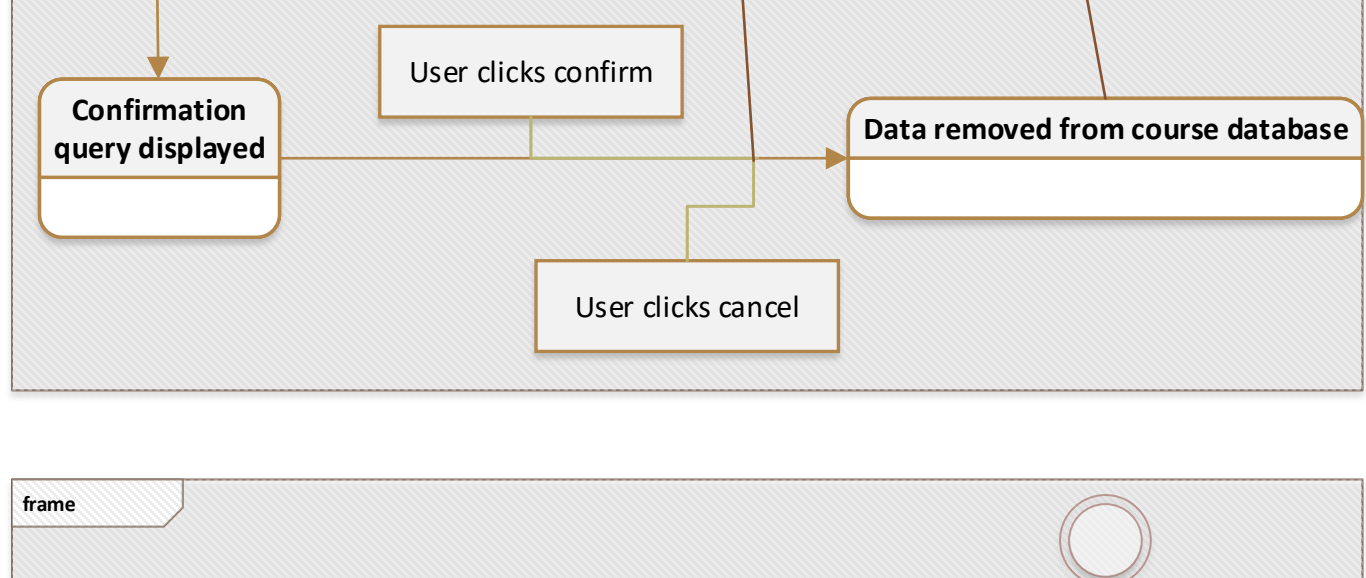 User clicks confirm
Confirmation
query displayed
Data removed from course database
User clicks cancel
frame